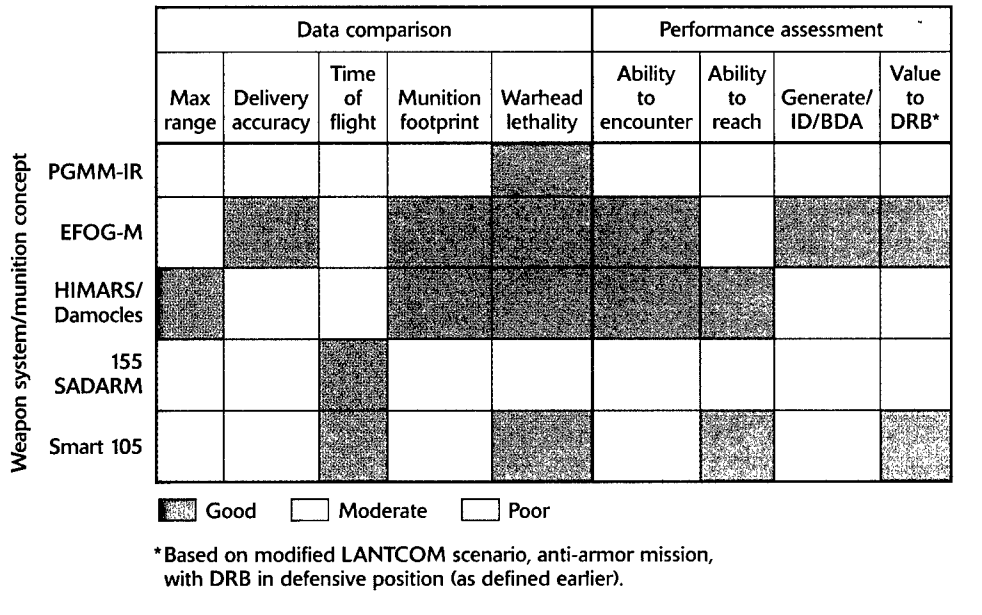 Data comparison
Performance assessment
Max range
Delivery accuracy
Time of flight
Munition footprint
Warhead lethality
Ability to encounter
Ability to reach
Generate/ ID/BDA
Value to DRB*
Weapon system/munition concept
PGMM-IR
EFOG-M
HIMARS/
Damocles
155
SADARM
Smart 105
Good
Moderate
Poor
*Based on modified LANTCOM scenario, anti-armor mission,
with DRB in defensive position (as defined earlier).